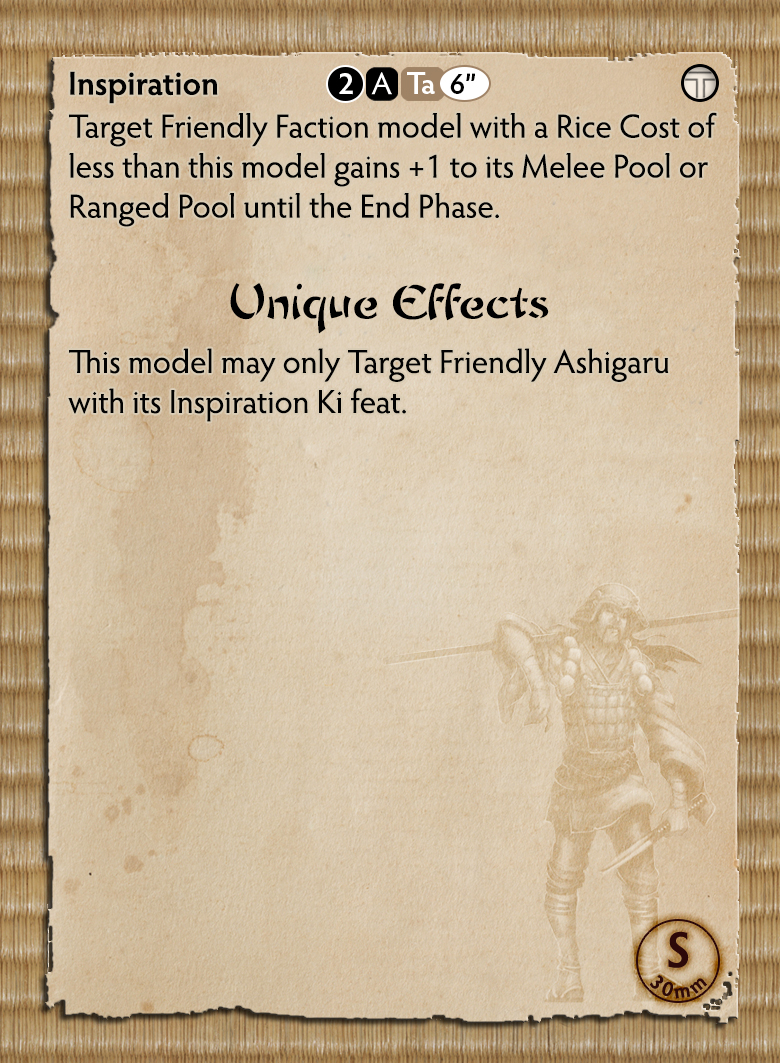 Inspiration 2 A Ta 6”
Target Friendly Faction model with a Rice Cost of
less than this model gains +1 to its Melee Pool or
Ranged Pool until the End Phase.
Unique Effects
This model may only Target Friendly Ashigaru
with its Inspiration Ki feat.
S
30mm